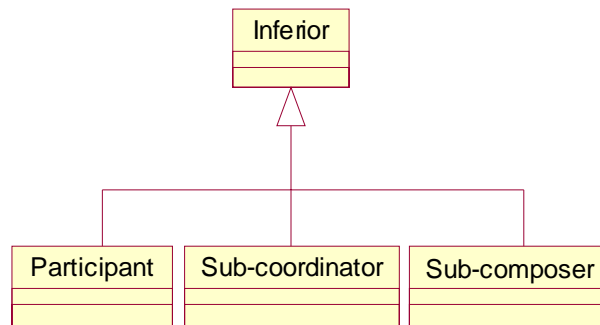 Inferior
Participant
Sub-coordinator
Sub-composer